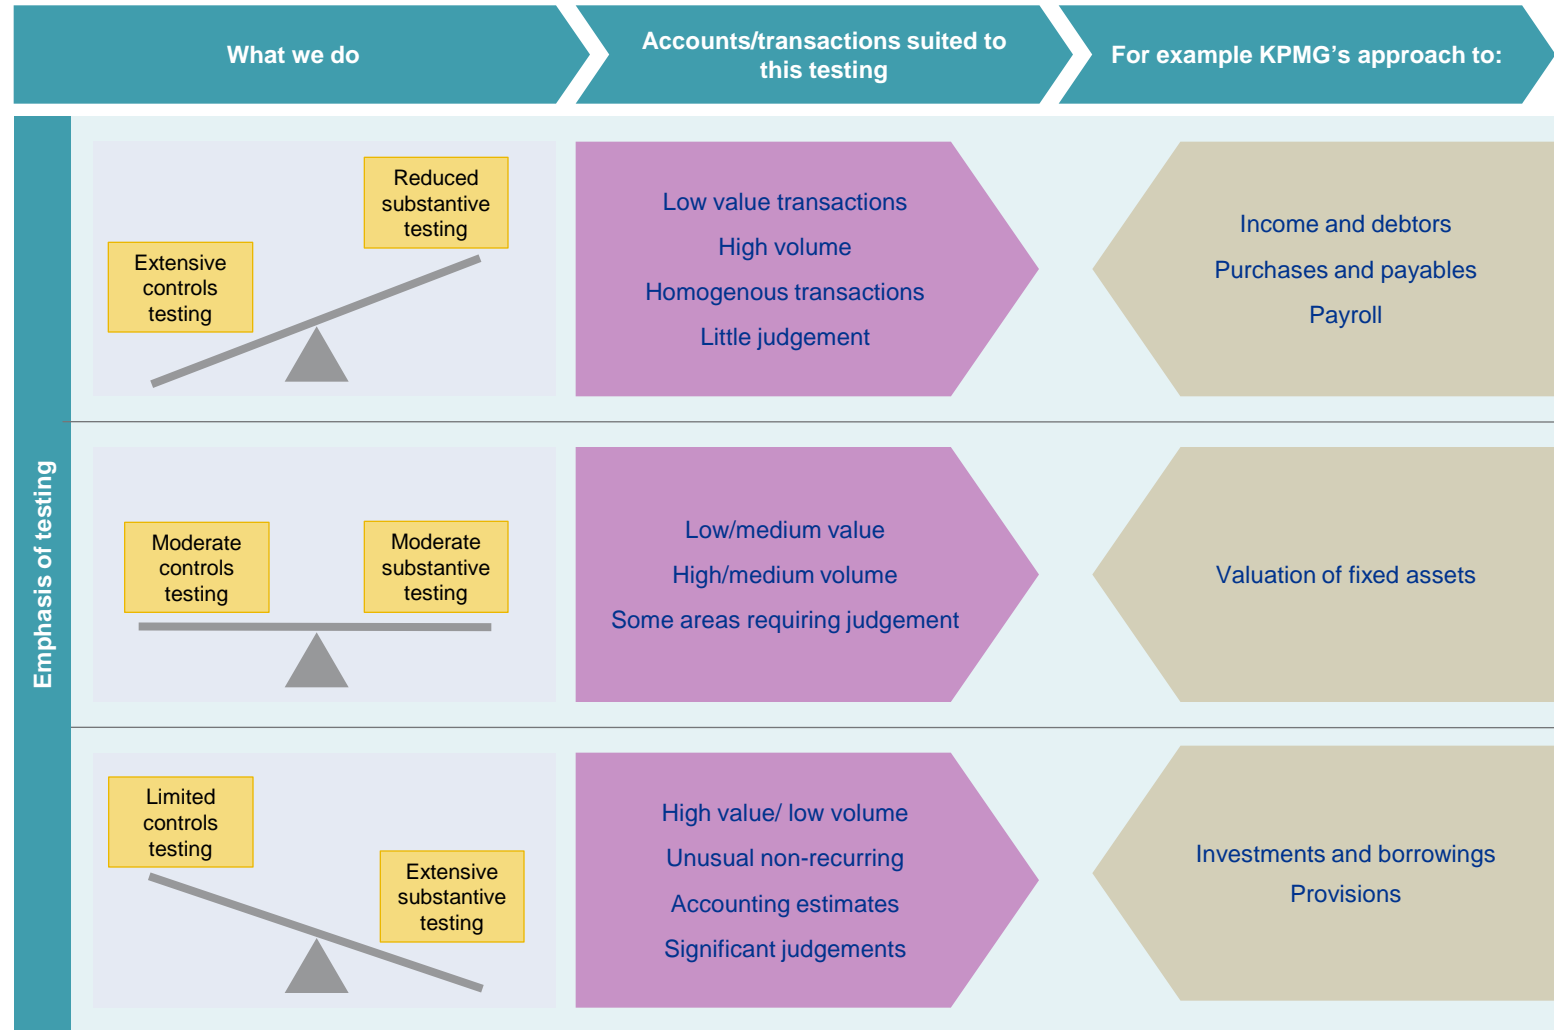 What we do
Accounts/transactions suited to
this testing
For example KPMG's approach to:
Emphasis of testing
Extensive
controls
testing
Reduced
substantive
testing
Low value transactions
High volume
Homogenous transactions
Little judgement
Income and debtors
Purchases and payables
Payroll
Moderate
controls
testing
Moderate
substantive
testing
Low/medium value
High/medium volume
Some areas requiring judgement
Valuation of fixed assets
Limited
controls
testing
Extensive
substantive
testing
High value/ low volume
Unusual non-recurring
Accounting estimates
Significant judgements
Investments and borrowings
Provisions